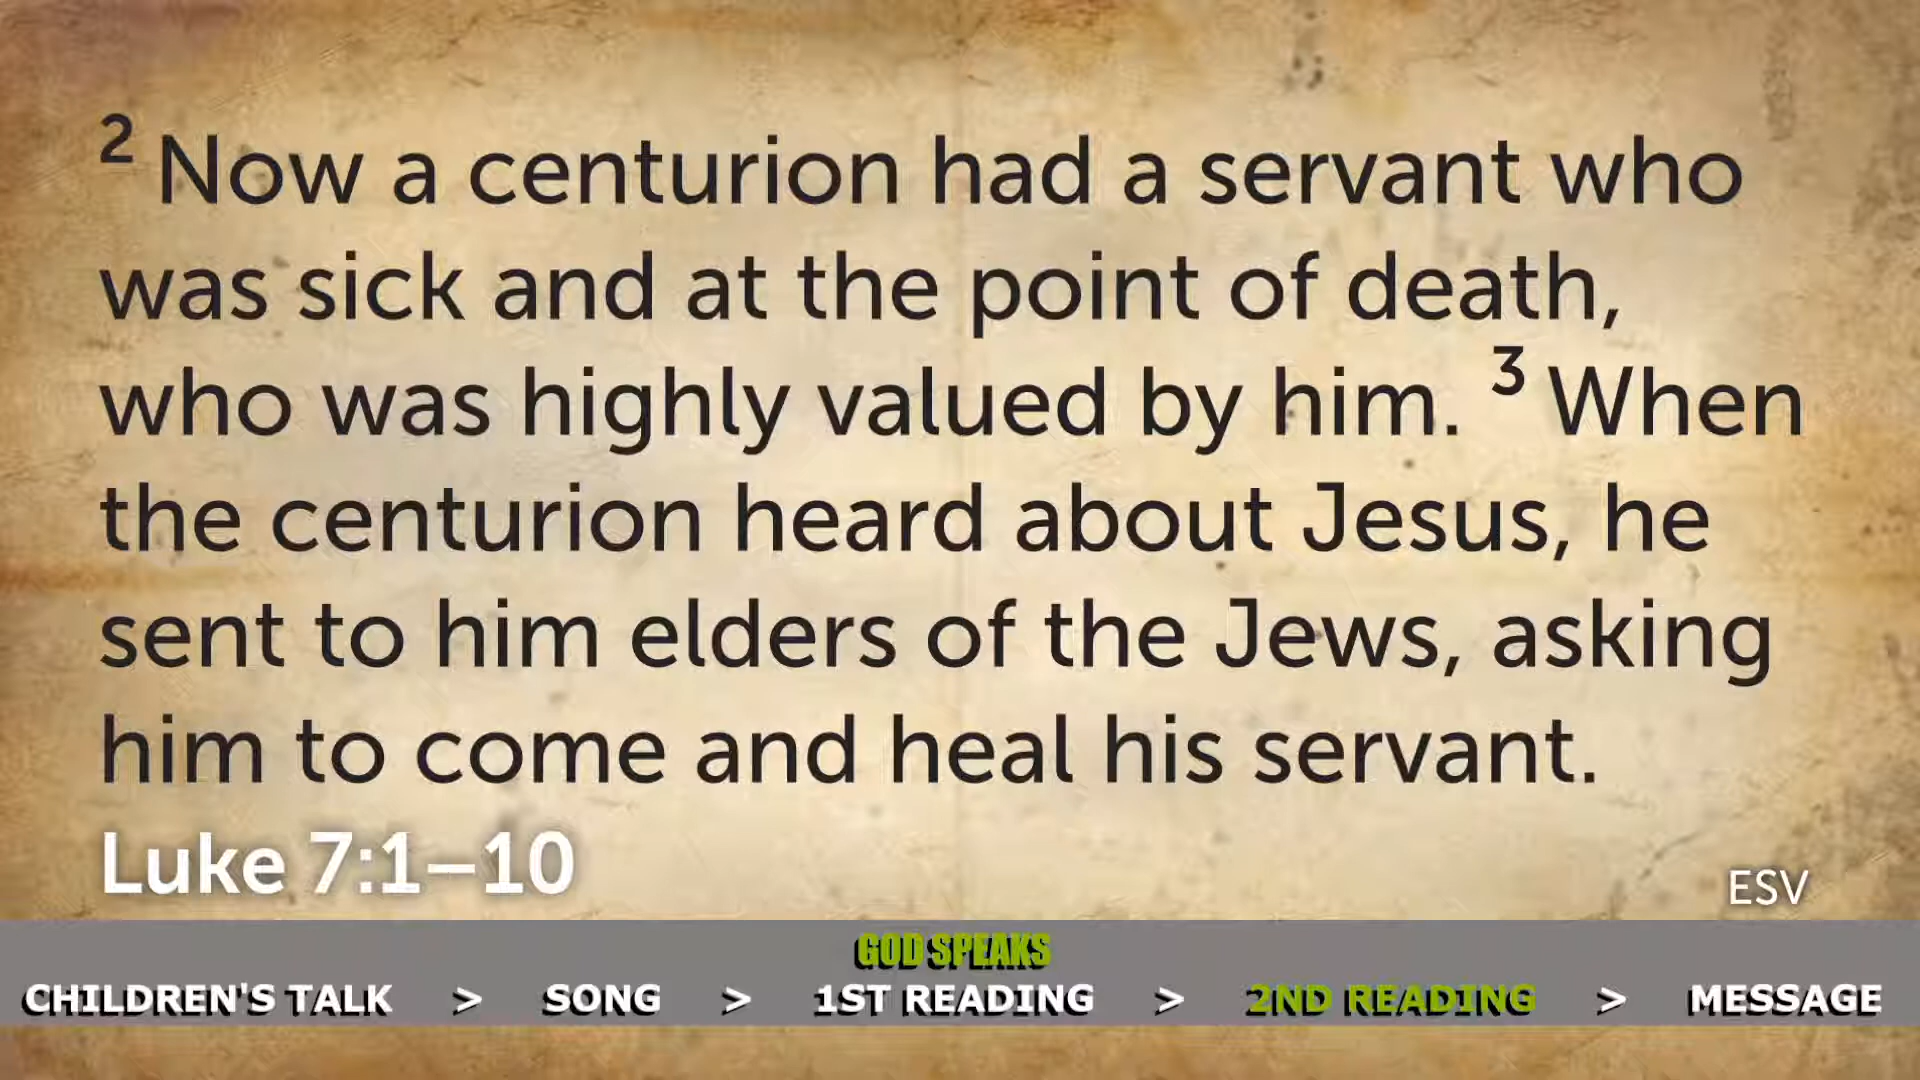 2 Now a centurion had a servant who
was sick and at the point of death,
who was highly valued by him. 3 When
the centurion heard about Jesus, he
sent to him elders of the Jews, asking
him to come and heal his servant.
Luke 7:1–10
ESV
GOD SPEAKS
CHILDREN'S TALK > SONG > 1ST READING > 2ND READING > MESSAGE